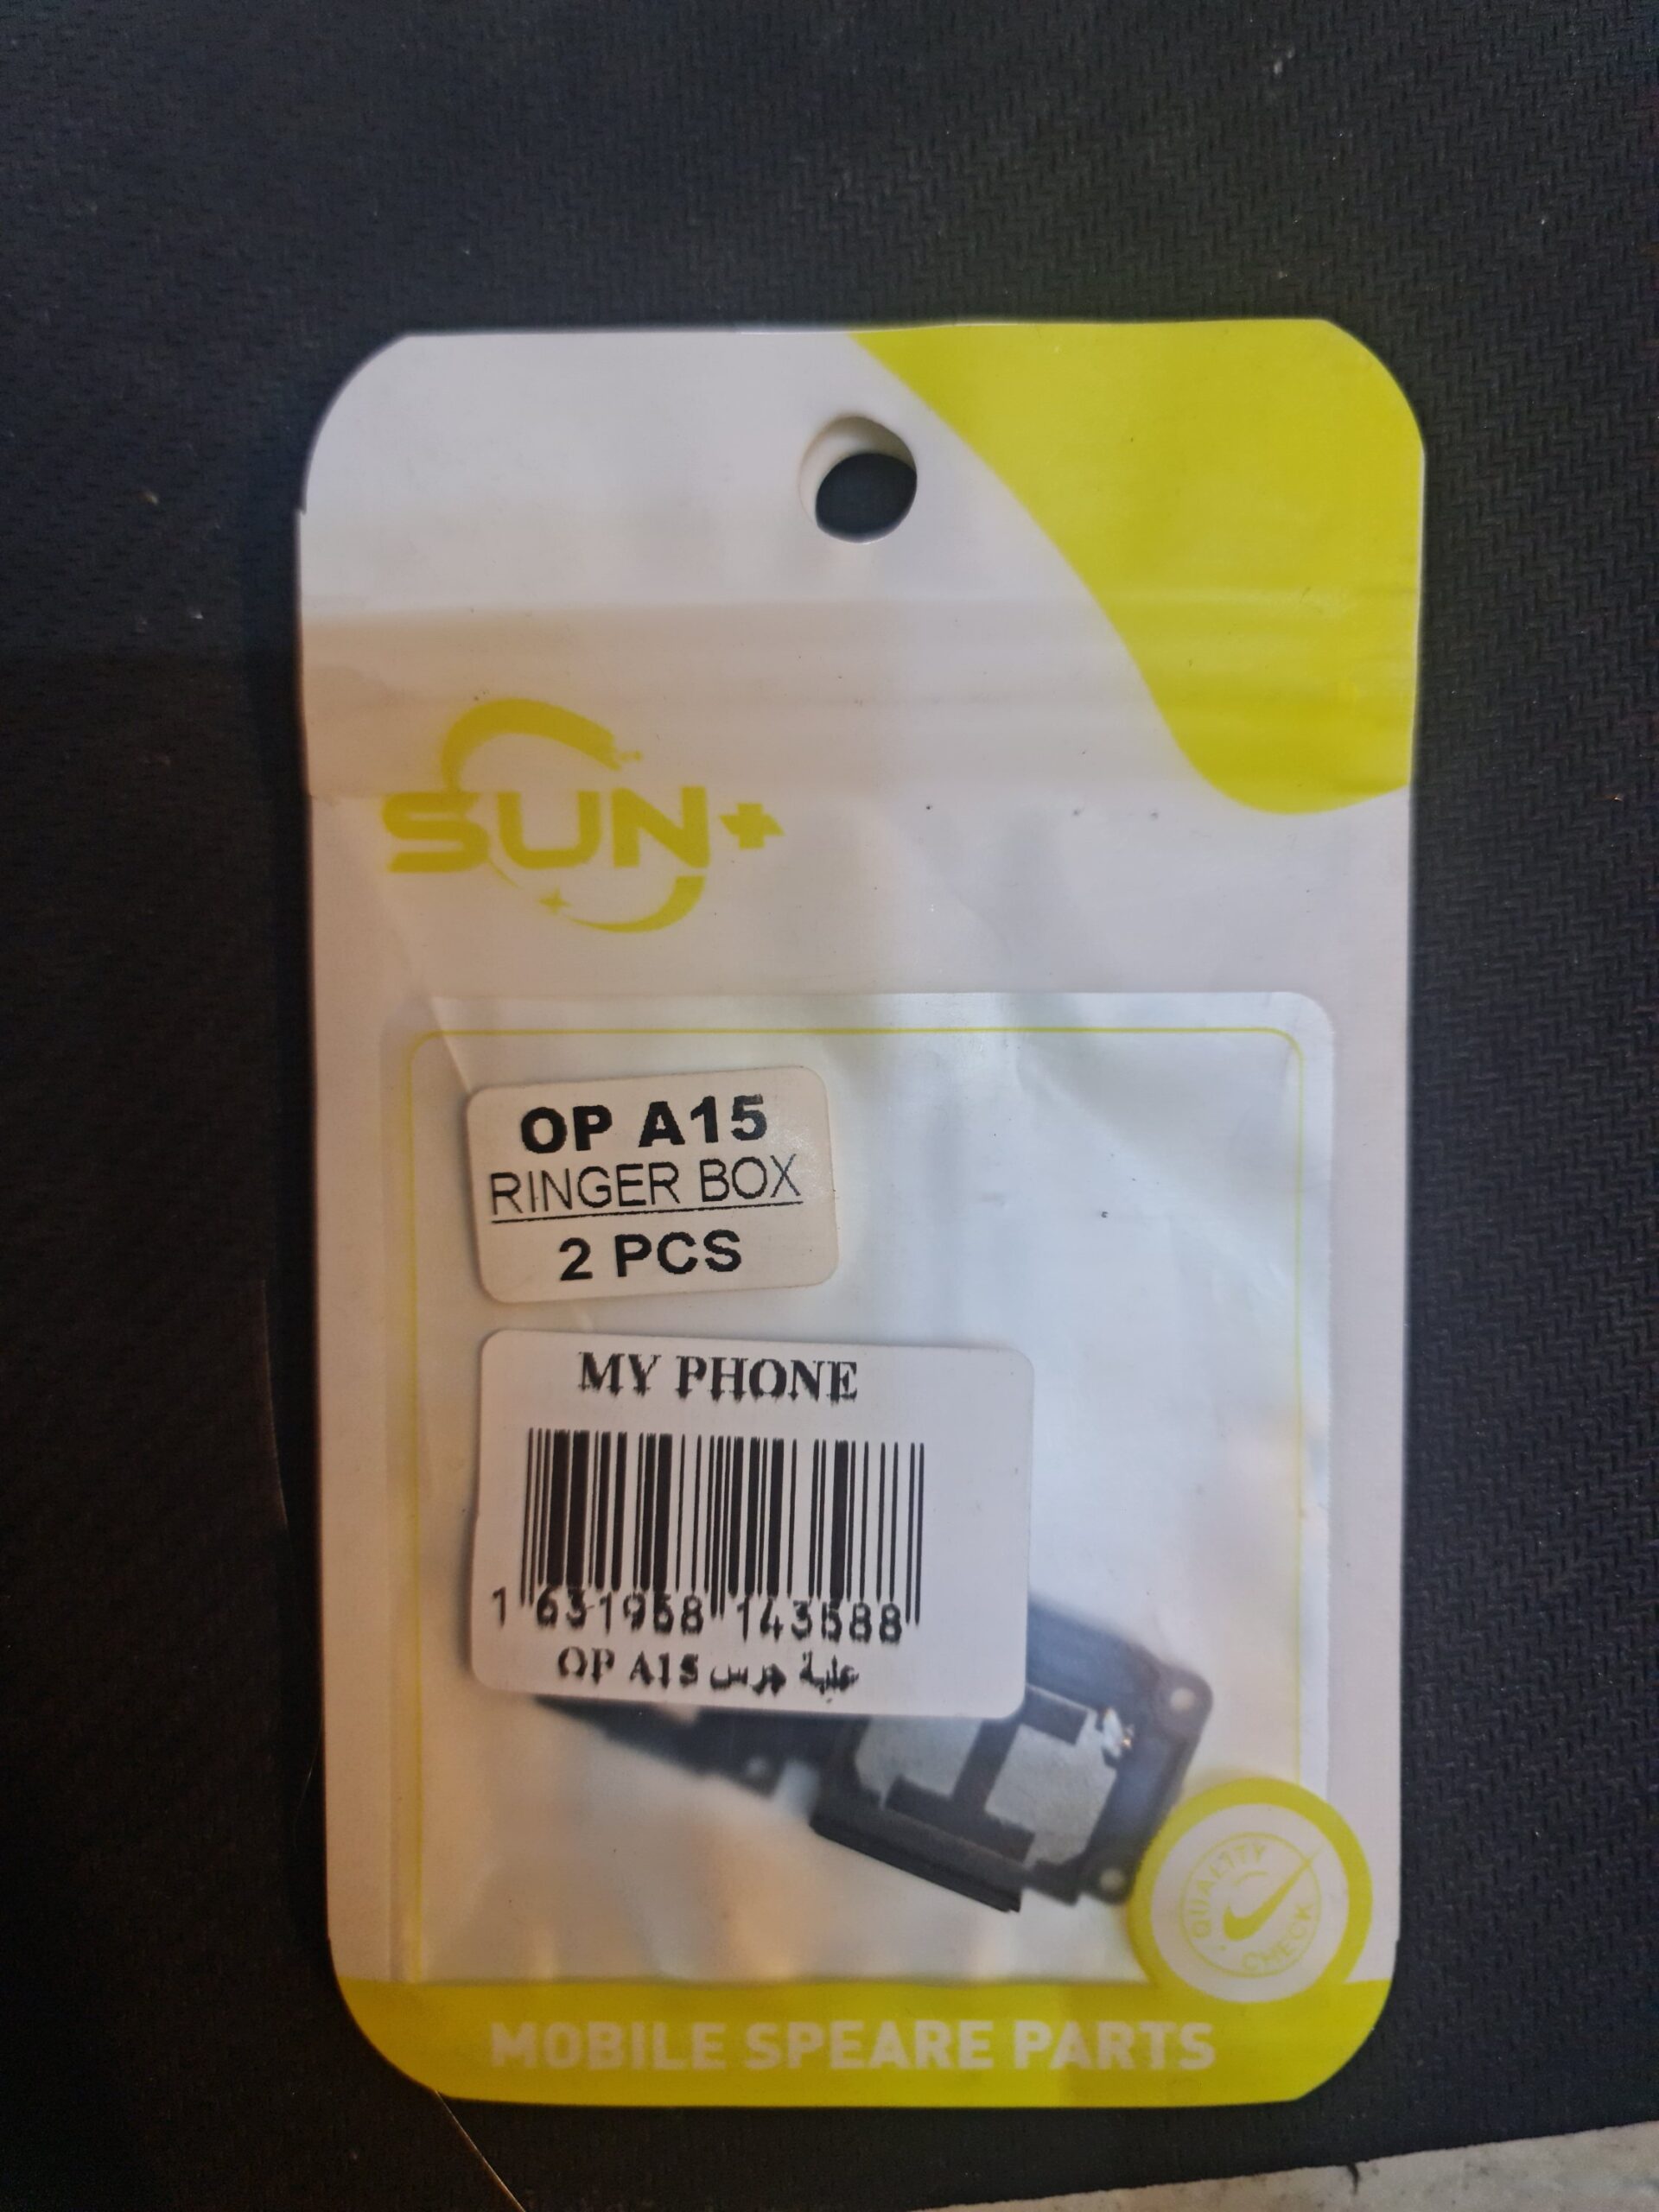 SUN+
OP A15
RINGER BOX
2 PCS
MY PHONE
1 631958 143588
OP A15 علبة جرس
QUALITY CHECK
MOBILE SPEARE PARTS